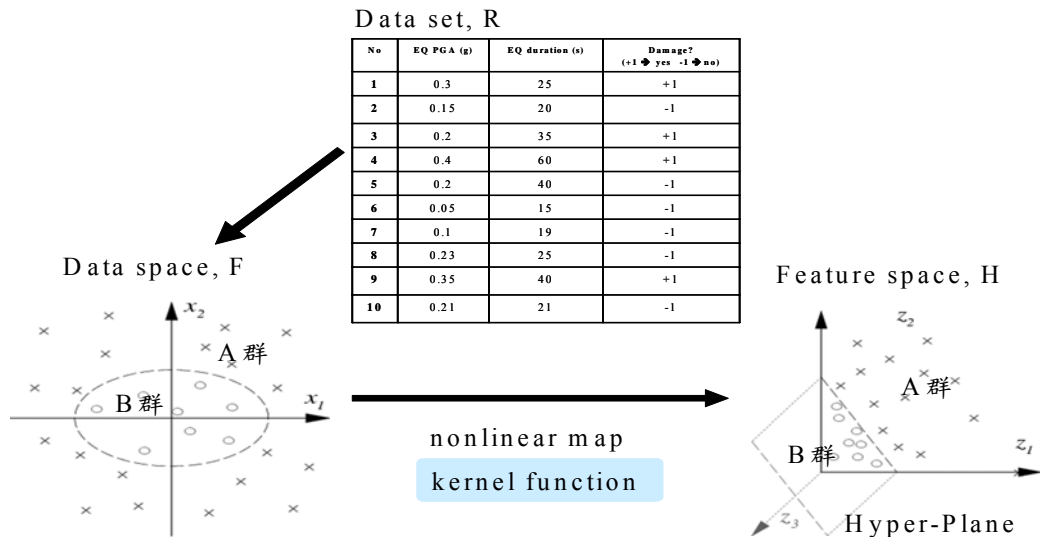 Data set, R
No EQ PGA (g) EQ duration (s) Damage?
(+1 → yes -1 → no)
1 0.3 25 +1
2 0.15 20 -1
3 0.2 35 +1
4 0.4 60 +1
5 0.2 40 -1
6 0.05 15 -1
7 0.1 19 -1
8 0.23 25 -1
9 0.35 40 +1
10 0.21 21 -1
Data space, F
x2
A 群
B 群
x1
nonlinear map
kernel function
Feature space, H
z2
A 群
B 群
z1
z3
Hyper-Plane